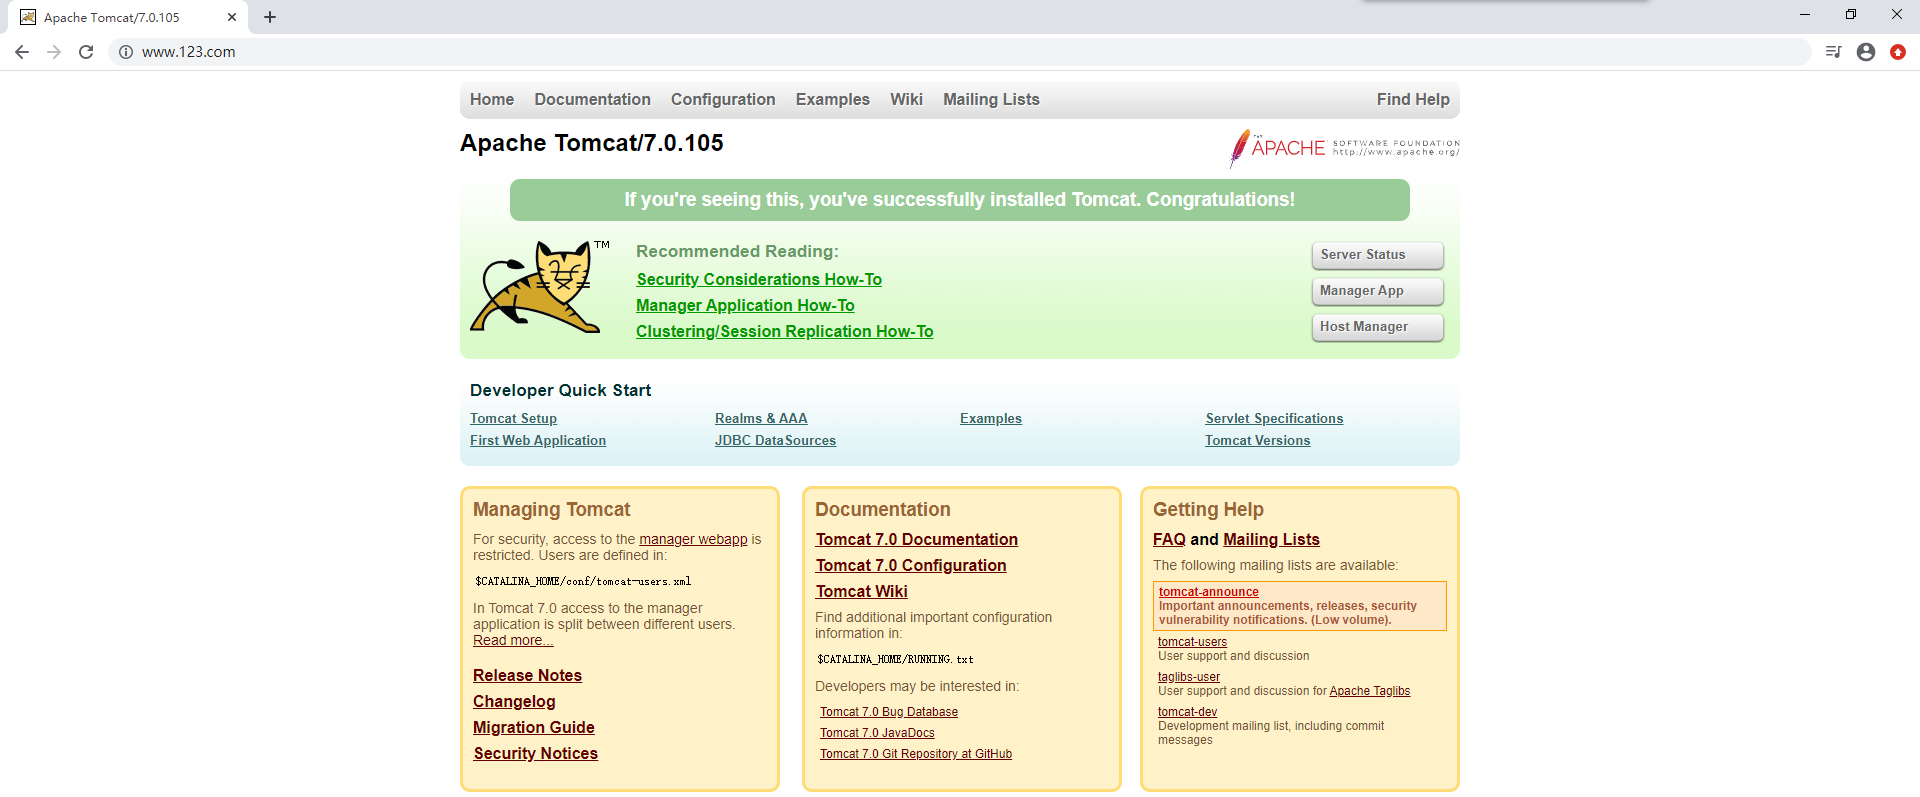 Apache Tomcat/7.0.105
www.123.com
Home Documentation Configuration Examples Wiki Mailing Lists Find Help
Apache Tomcat/7.0.105
THE APACHE SOFTWARE FOUNDATION
http://www.apache.org/
If you're seeing this, you've successfully installed Tomcat. Congratulations!
TM
Recommended Reading:
Security Considerations How-To
Manager Application How-To
Clustering/Session Replication How-To
Server Status
Manager App
Host Manager
Developer Quick Start
Tomcat Setup
First Web Application
Realms & AAA
JDBC DataSources
Examples
Servlet Specifications
Tomcat Versions
Managing Tomcat
For security, access to the manager webapp is
restricted. Users are defined in:
$CATALINA_HOME/conf/tomcat-users.xml
In Tomcat 7.0 access to the manager
application is split between different users.
Read more...
Release Notes
Changelog
Migration Guide
Security Notices
Documentation
Tomcat 7.0 Documentation
Tomcat 7.0 Configuration
Tomcat Wiki
Find additional important configuration
information in:
$CATALINA_HOME/RUNNING.txt
Developers may be interested in:
Tomcat 7.0 Bug Database
Tomcat 7.0 JavaDocs
Tomcat 7.0 Git Repository at GitHub
Getting Help
FAQ and Mailing Lists
The following mailing lists are available:
tomcat-announce
Important announcements, releases, security
vulnerability notifications. (Low volume).
tomcat-users
User support and discussion
taglibs-user
User support and discussion for Apache Taglibs
tomcat-dev
Development mailing list, including commit
messages